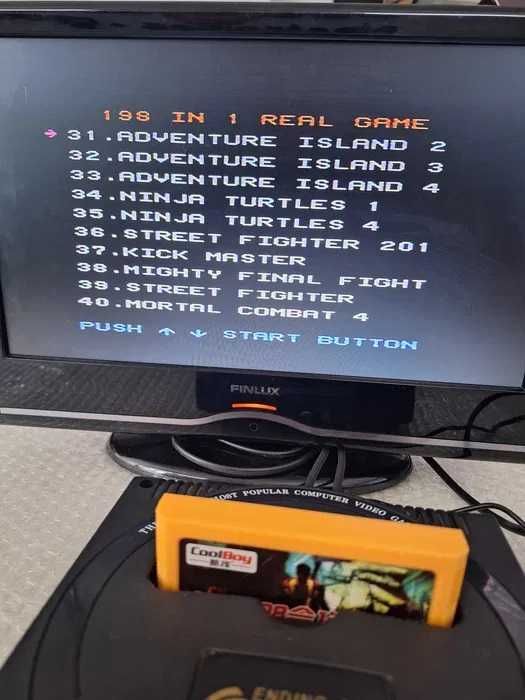 198 IN 1 REAL GAME
→ 31.ADVENTURE ISLAND 2
32.ADVENTURE ISLAND 3
33.ADVENTURE ISLAND 4
34.NINJA TURTLES 1
35.NINJA TURTLES 4
36.STREET FIGHTER 201
37.KICK MASTER
38.MIGHTY FINAL FIGHT
39.STREET FIGHTER
40.MORTAL COMBAT 4
PUSH ↑ ↓ START BUTTON
FINLUX
MOST POPULAR COMPUTER VIDEO
CoolBoy
ENDING